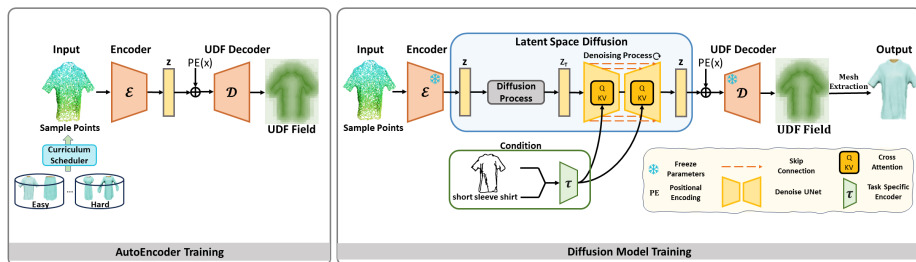 Input
Encoder
UDF Decoder
z
PE(x)
ℰ
𝒟
Sample Points
UDF Field
Curriculum
Scheduler
Easy
...
Hard
AutoEncoder Training
Input
Encoder
Latent Space Diffusion
Denoising Process
UDF Decoder
Output
z
Z_T
z
PE(x)
ℰ
Diffusion
Process
Q
KV
Q
KV
𝒟
Mesh
Extraction
Sample Points
UDF Field
Condition
short sleeve shirt
τ
Freeze
Parameters
Skip
Connection
Q
KV
Cross
Attention
PE
Positional
Encoding
Denoise UNet
τ
Task Specific
Encoder
Diffusion Model Training